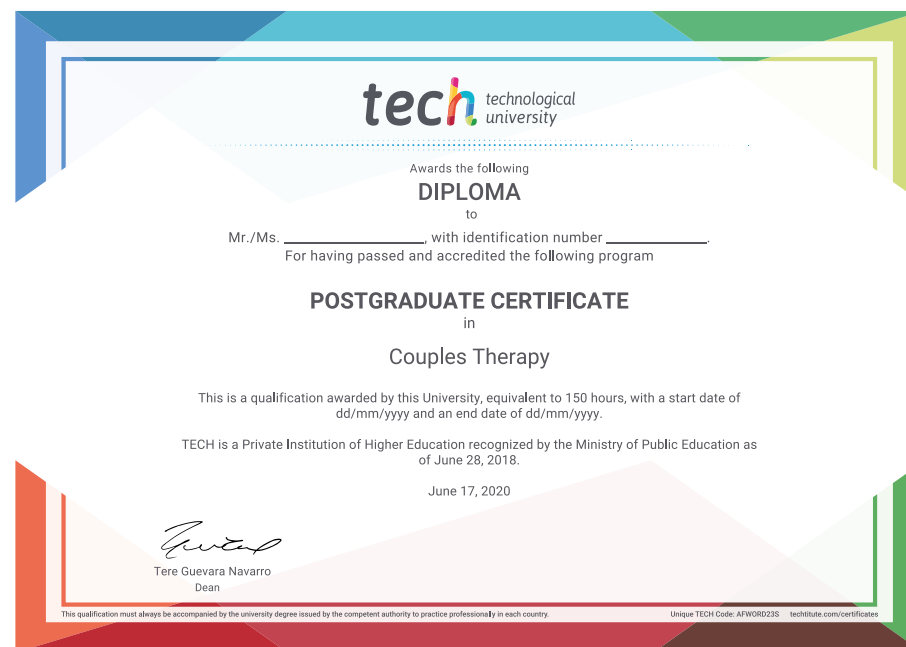 tech technological
university
Awards the following
DIPLOMA
to
Mr./Ms. ____________________, with identification number ______________.
For having passed and accredited the following program
POSTGRADUATE CERTIFICATE
in
Couples Therapy
This is a qualification awarded by this University, equivalent to 150 hours, with a start date of
dd/mm/yyyy and an end date of dd/mm/yyyy.
TECH is a Private Institution of Higher Education recognized by the Ministry of Public Education as
of June 28, 2018.
June 17, 2020
Tere Guevara Navarro
Dean
This qualification must always be accompanied by the university degree issued by the competent authority to practice professionally in each country. Unique TECH Code: AFWORD23S techtitute.com/certificates